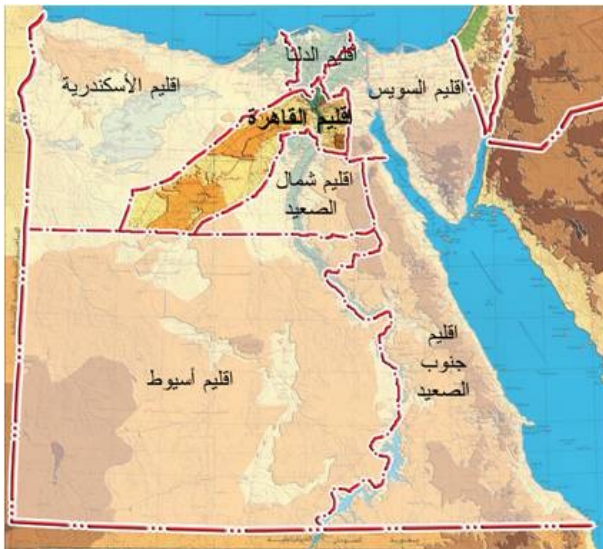 اقليم الدلتا
اقليم الأسكندرية
اقليم السويس
اقليم القاهرة
اقليم شمال
الصعيد
اقليم
جنوب
الصعيد
اقليم أسيوط